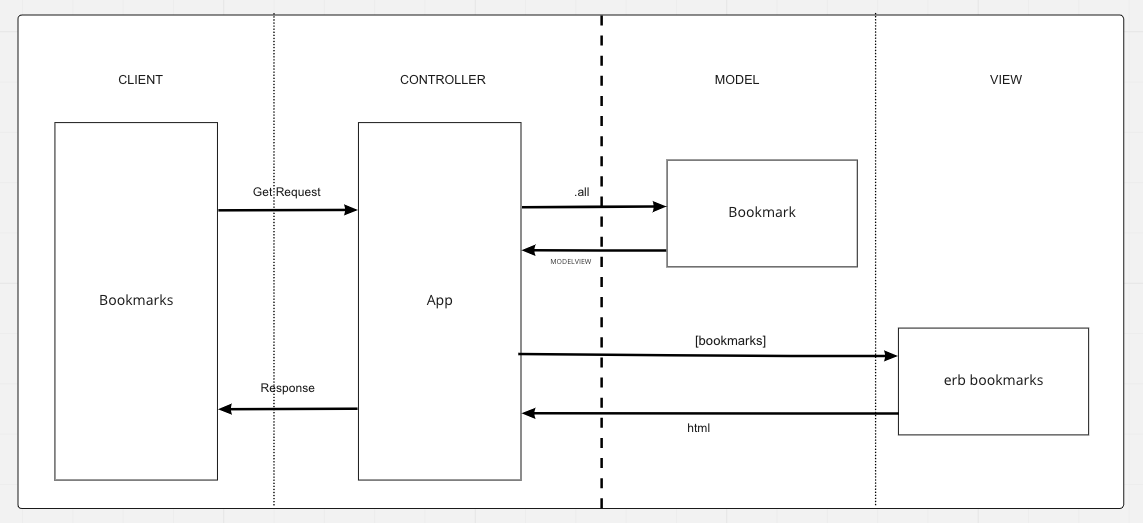 CLIENT
CONTROLLER
MODEL
VIEW
Get Request
.all
Bookmark
MODELVIEW
Bookmarks
App
[bookmarks]
erb bookmarks
Response
html